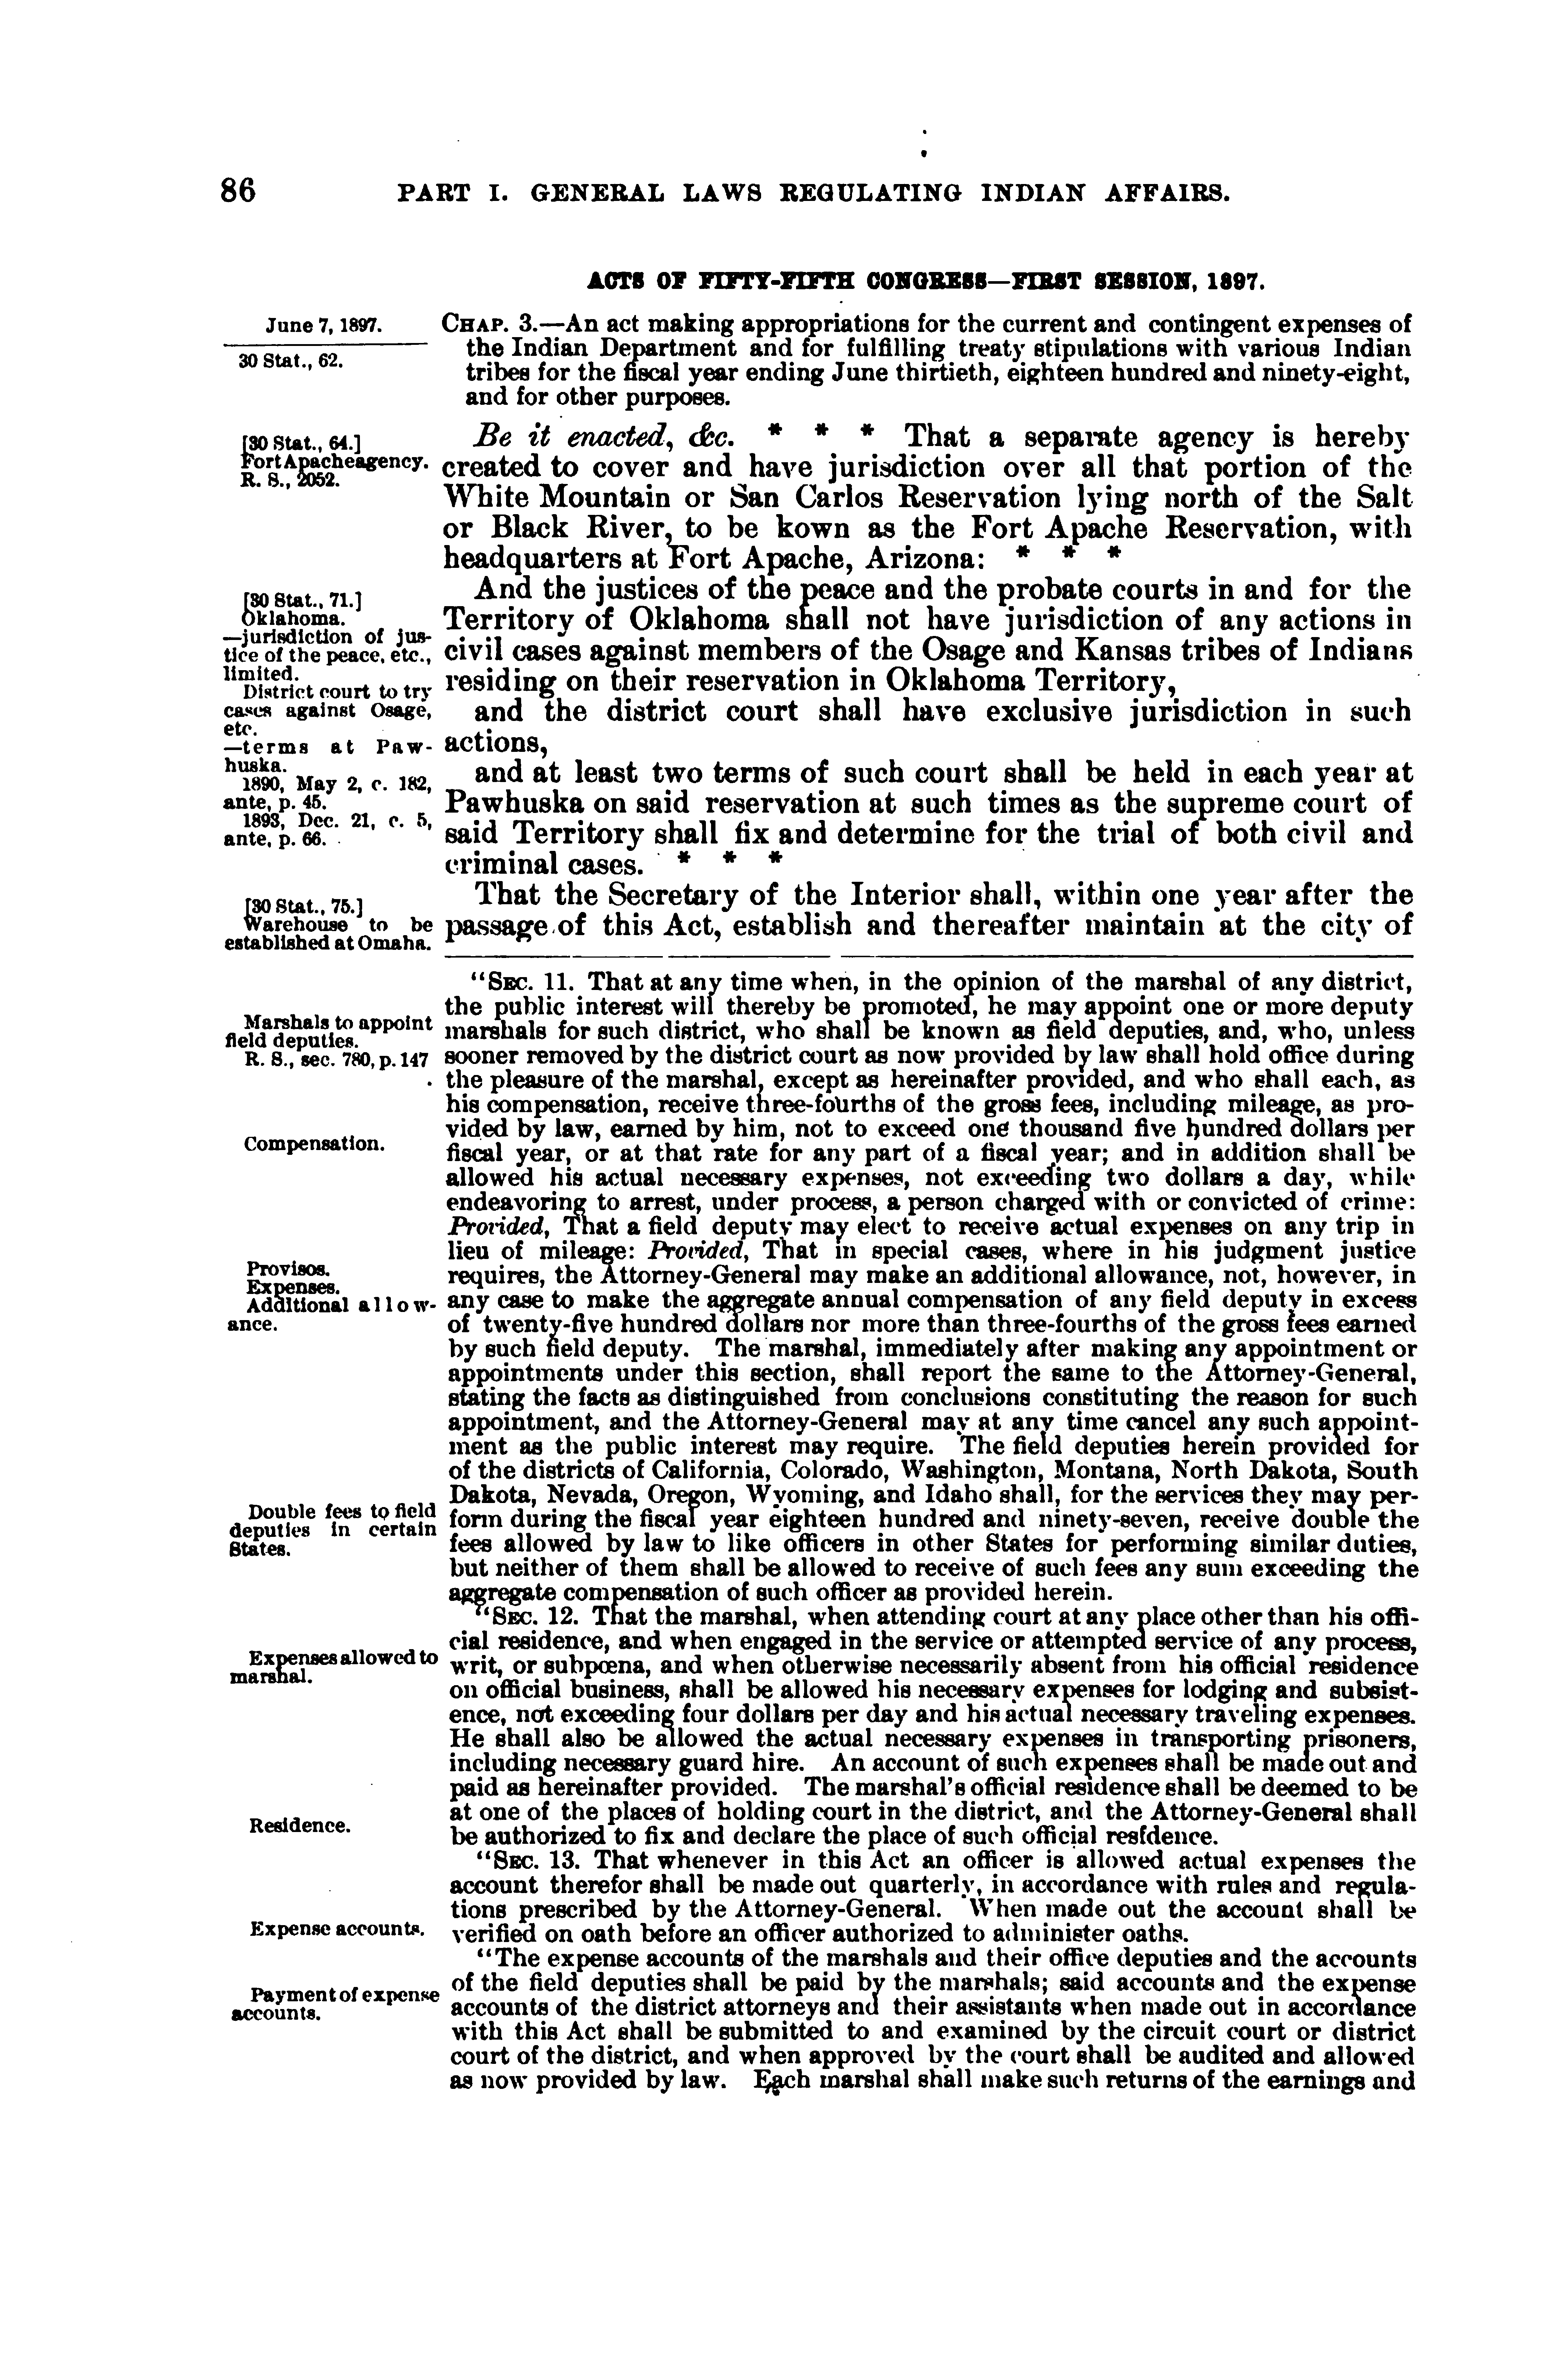 86 PART I. GENERAL LAWS REGULATING INDIAN AFFAIRS.
ACTS OF FIFTY-FIFTH CONGRESS—FIRST SESSION, 1897.
June 7, 1897.
30 Stat., 62.
CHAP. 3.—An act making appropriations for the current and contingent expenses of
the Indian Department and for fulfilling treaty stipulations with various Indian
tribes for the fiscal year ending June thirtieth, eighteen hundred and ninety-eight,
and for other purposes.
[30 Stat., 64.]
Fort Apache agency.
R. S., 2052.
Be it enacted, &c. * * * That a separate agency is hereby
created to cover and have jurisdiction over all that portion of the
White Mountain or San Carlos Reservation lying north of the Salt
or Black River, to be kown as the Fort Apache Reservation, with
headquarters at Fort Apache, Arizona: * * *
[30 Stat., 71.]
Oklahoma.
—jurisdiction of jus-
tice of the peace, etc.,
limited.
District court to try
cases against Osage,
etc.
—terms at Paw-
huska.
1890, May 2, c. 182,
ante, p. 45.
1893, Dec. 21, c. 5,
ante, p. 66.
And the justices of the peace and the probate courts in and for the
Territory of Oklahoma shall not have jurisdiction of any actions in
civil cases against members of the Osage and Kansas tribes of Indians
residing on their reservation in Oklahoma Territory,
and the district court shall have exclusive jurisdiction in such
actions,
and at least two terms of such court shall be held in each year at
Pawhuska on said reservation at such times as the supreme court of
said Territory shall fix and determine for the trial of both civil and
criminal cases. * * *
[30 Stat., 75.]
Warehouse to be
established at Omaha.
That the Secretary of the Interior shall, within one year after the
passage of this Act, establish and thereafter maintain at the city of
Marshals to appoint
field deputies.
R. S., sec. 780, p. 147
Compensation.
Provisos.
Expenses.
Additional allow-
ance.
Double fees to field
deputies in certain
States.
"SEC. 11. That at any time when, in the opinion of the marshal of any district,
the public interest will thereby be promoted, he may appoint one or more deputy
marshals for such district, who shall be known as field deputies, and, who, unless
sooner removed by the district court as now provided by law shall hold office during
the pleasure of the marshal, except as hereinafter provided, and who shall each, as
his compensation, receive three-fourths of the gross fees, including mileage, as pro-
vided by law, earned by him, not to exceed one thousand five hundred dollars per
fiscal year, or at that rate for any part of a fiscal year; and in addition shall be
allowed his actual necessary expenses, not exceeding two dollars a day, while
endeavoring to arrest, under process, a person charged with or convicted of crime:
Provided, That a field deputy may elect to receive actual expenses on any trip in
lieu of mileage: Provided, That in special cases, where in his judgment justice
requires, the Attorney-General may make an additional allowance, not, however, in
any case to make the aggregate annual compensation of any field deputy in excess
of twenty-five hundred dollars nor more than three-fourths of the gross fees earned
by such field deputy. The marshal, immediately after making any appointment or
appointments under this section, shall report the same to the Attorney-General,
stating the facts as distinguished from conclusions constituting the reason for such
appointment, and the Attorney-General may at any time cancel any such appoint-
ment as the public interest may require. The field deputies herein provided for
of the districts of California, Colorado, Washington, Montana, North Dakota, South
Dakota, Nevada, Oregon, Wyoming, and Idaho shall, for the services they may per-
form during the fiscal year eighteen hundred and ninety-seven, receive double the
fees allowed by law to like officers in other States for performing similar duties,
but neither of them shall be allowed to receive of such fees any sum exceeding the
aggregate compensation of such officer as provided herein.
Expenses allowed to
marshal.
Residence.
"SEC. 12. That the marshal, when attending court at any place other than his offi-
cial residence, and when engaged in the service or attempted service of any process,
writ, or subpœna, and when otherwise necessarily absent from his official residence
on official business, shall be allowed his necessary expenses for lodging and subsist-
ence, not exceeding four dollars per day and his actual necessary traveling expenses.
He shall also be allowed the actual necessary expenses in transporting prisoners,
including necessary guard hire. An account of such expenses shall be made out and
paid as hereinafter provided. The marshal's official residence shall be deemed to be
at one of the places of holding court in the district, and the Attorney-General shall
be authorized to fix and declare the place of such official resfdence.
Expense accounts.
"SEC. 13. That whenever in this Act an officer is allowed actual expenses the
account therefor shall be made out quarterly, in accordance with rules and regula-
tions prescribed by the Attorney-General. When made out the account shall be
verified on oath before an officer authorized to administer oaths.
Payment of expense
accounts.
"The expense accounts of the marshals and their office deputies and the accounts
of the field deputies shall be paid by the marshals; said accounts and the expense
accounts of the district attorneys and their assistants when made out in accordance
with this Act shall be submitted to and examined by the circuit court or district
court of the district, and when approved by the court shall be audited and allowed
as now provided by law. Each marshal shall make such returns of the earnings and